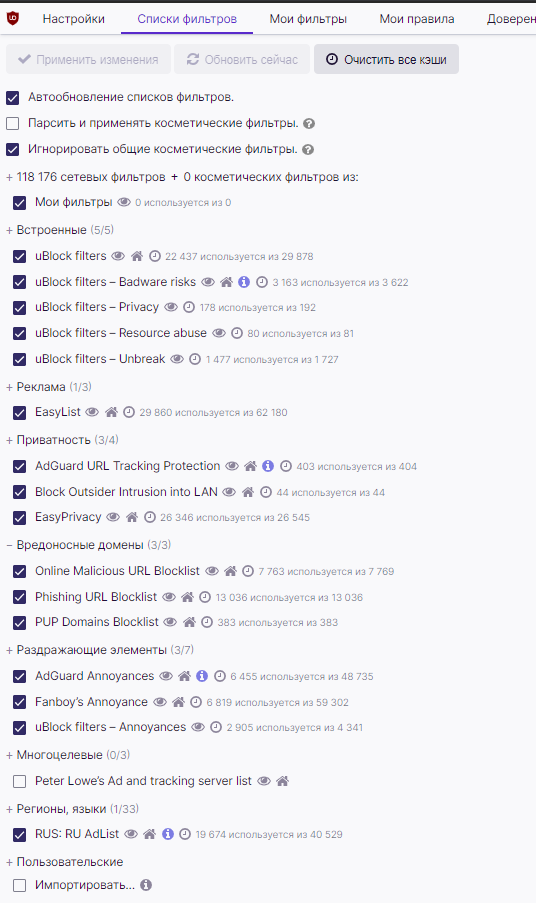 Настройки Списки фильтров Мои фильтры Мои правила Доверен
Применить изменения Обновить сейчас Очистить все кэши
Автообновление списков фильтров.
Парсить и применять косметические фильтры.
Игнорировать общие косметические фильтры.
+ 118 176 сетевых фильтров + 0 косметических фильтров из:
Мои фильтры 0 используется из 0
+ Встроенные (5/5)
uBlock filters 22 437 используется из 29 878
uBlock filters – Badware risks 3 163 используется из 3 622
uBlock filters – Privacy 178 используется из 192
uBlock filters – Resource abuse 80 используется из 81
uBlock filters – Unbreak 1 477 используется из 1 727
+ Реклама (1/3)
EasyList 29 860 используется из 62 180
+ Приватность (3/4)
AdGuard URL Tracking Protection 403 используется из 404
Block Outsider Intrusion into LAN 44 используется из 44
EasyPrivacy 26 346 используется из 26 545
− Вредоносные домены (3/3)
Online Malicious URL Blocklist 7 763 используется из 7 769
Phishing URL Blocklist 13 036 используется из 13 036
PUP Domains Blocklist 383 используется из 383
+ Раздражающие элементы (3/7)
AdGuard Annoyances 6 455 используется из 48 735
Fanboy’s Annoyance 6 819 используется из 59 302
uBlock filters – Annoyances 2 905 используется из 4 341
+ Многоцелевые (0/3)
Peter Lowe’s Ad and tracking server list
+ Регионы, языки (1/33)
RUS: RU AdList 19 674 используется из 40 529
+ Пользовательские
Импортировать...